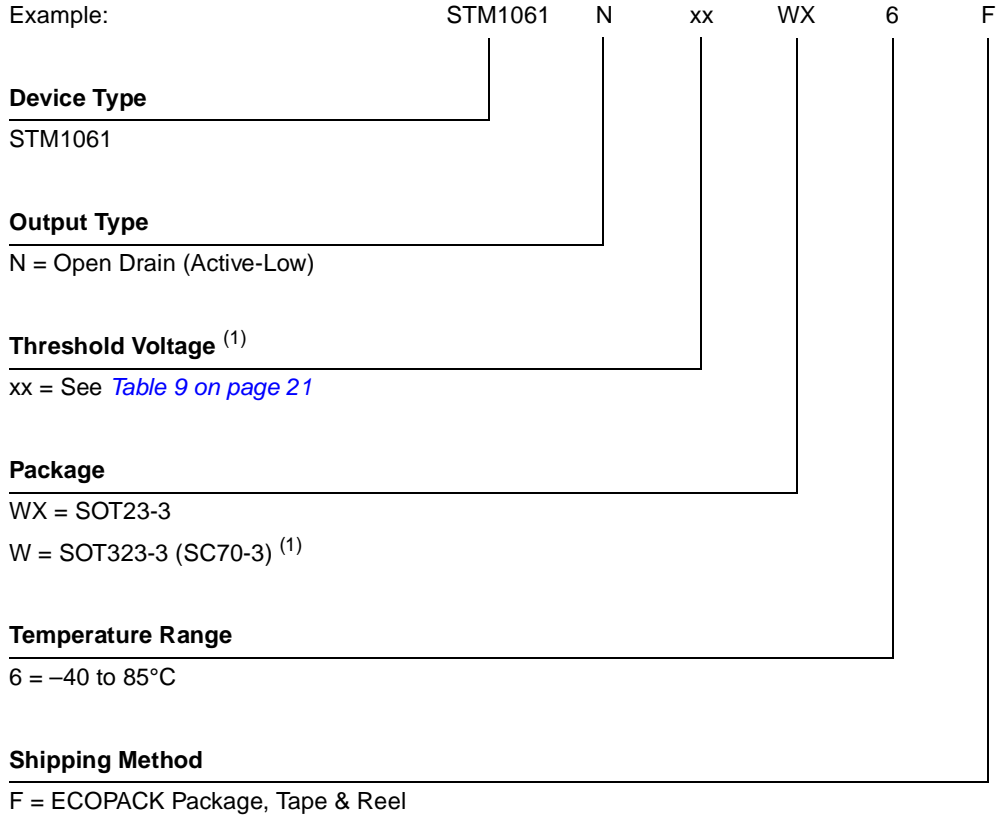 Example: STM1061 N xx WX 6 F
Device Type
STM1061
Output Type
N = Open Drain (Active-Low)
Threshold Voltage (1)
xx = See Table 9 on page 21
Package
WX = SOT23-3
W = SOT323-3 (SC70-3) (1)
Temperature Range
6 = –40 to 85°C
Shipping Method
F = ECOPACK Package, Tape & Reel